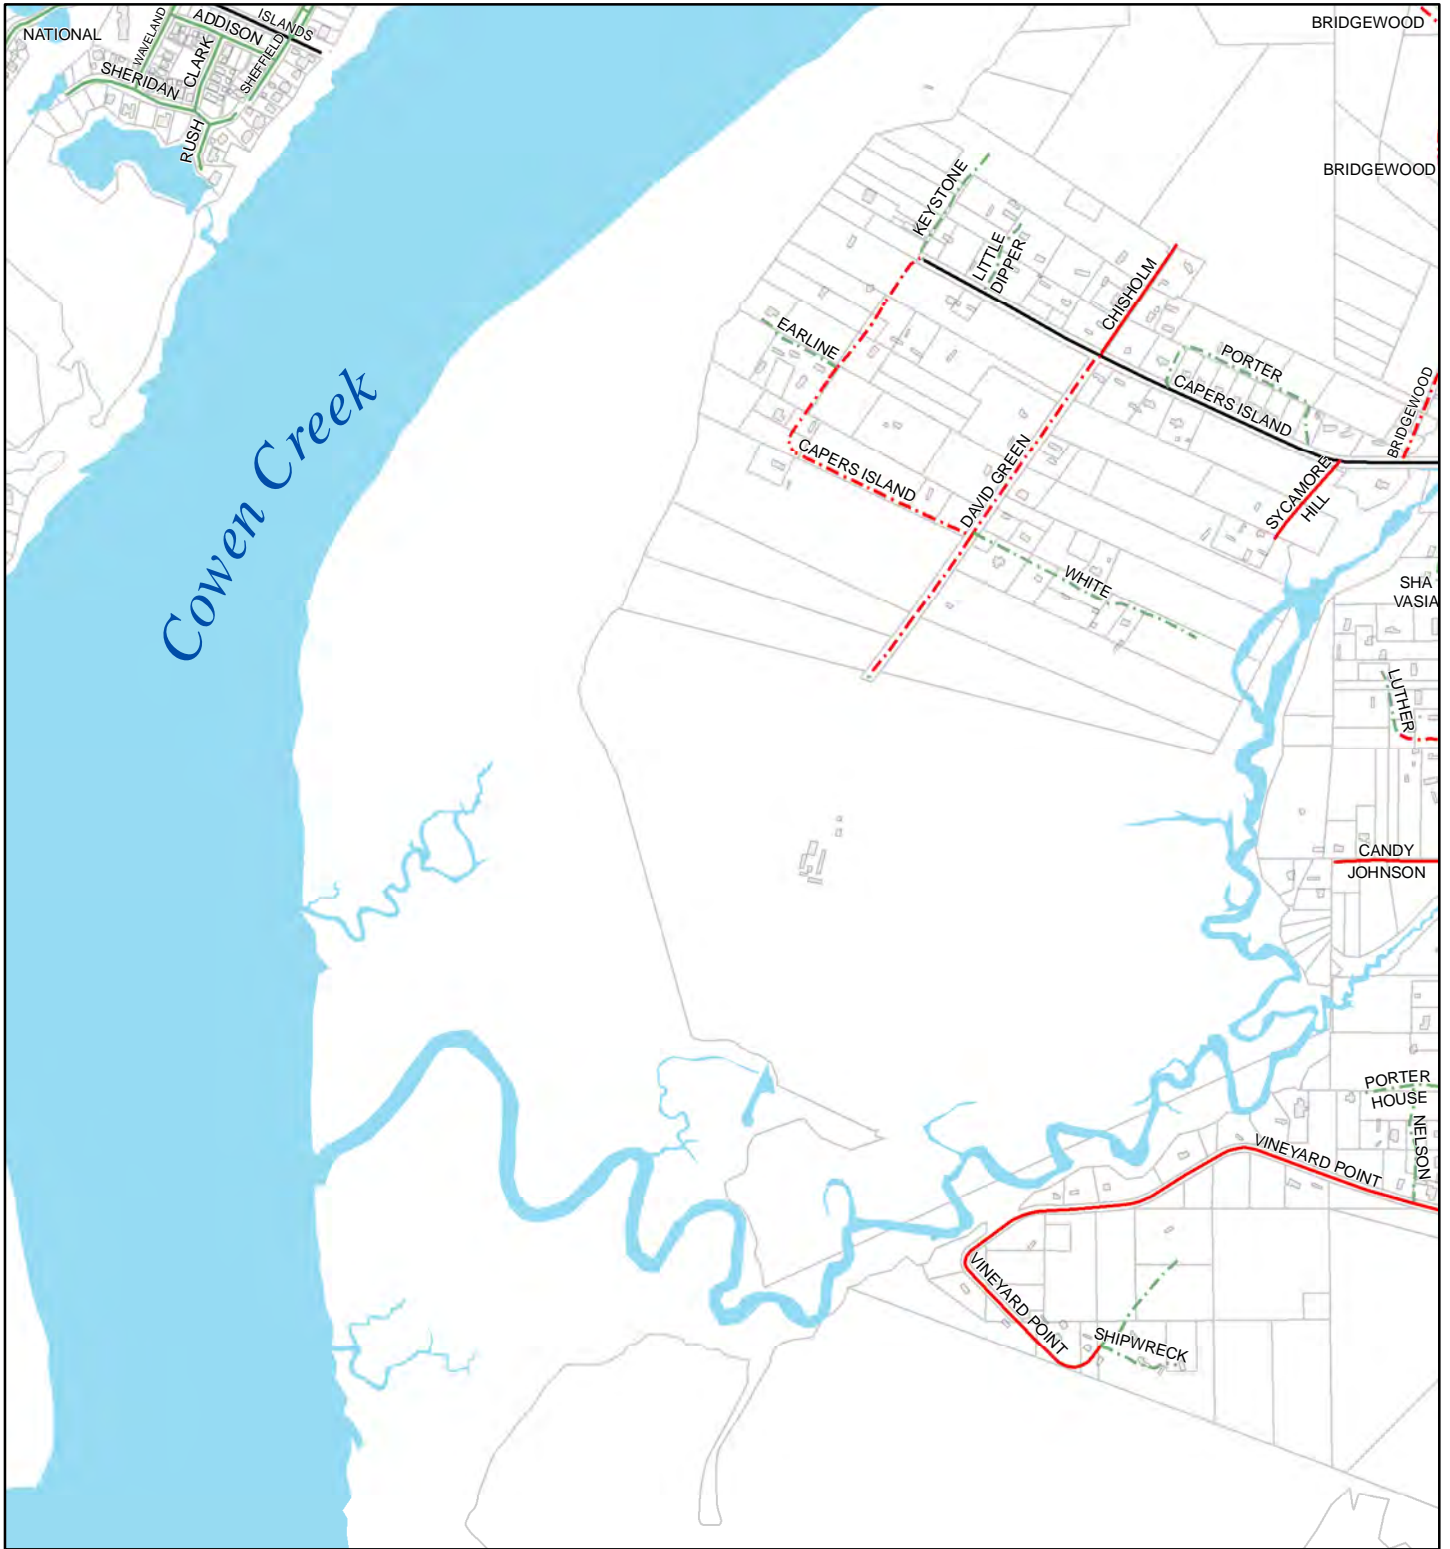 NATIONAL
WAVELAND
ADDISON
ISLANDS
CLARK
SHEFFIELD
SHERIDAN
RUSH
BRIDGEWOOD
BRIDGEWOOD
KEYSTONE
LITTLE
DIPPER
CHISHOLM
EARLINE
PORTER
CAPERS ISLAND
BRIDGEWOOD
Cowen Creek
CAPERS ISLAND
DAVID GREEN
SYCAMORE
HILL
WHITE
SHA
VASIA
LUTHER
CANDY
JOHNSON
PORTER
HOUSE
NELSON
VINEYARD POINT
VINEYARD POINT
SHIPWRECK